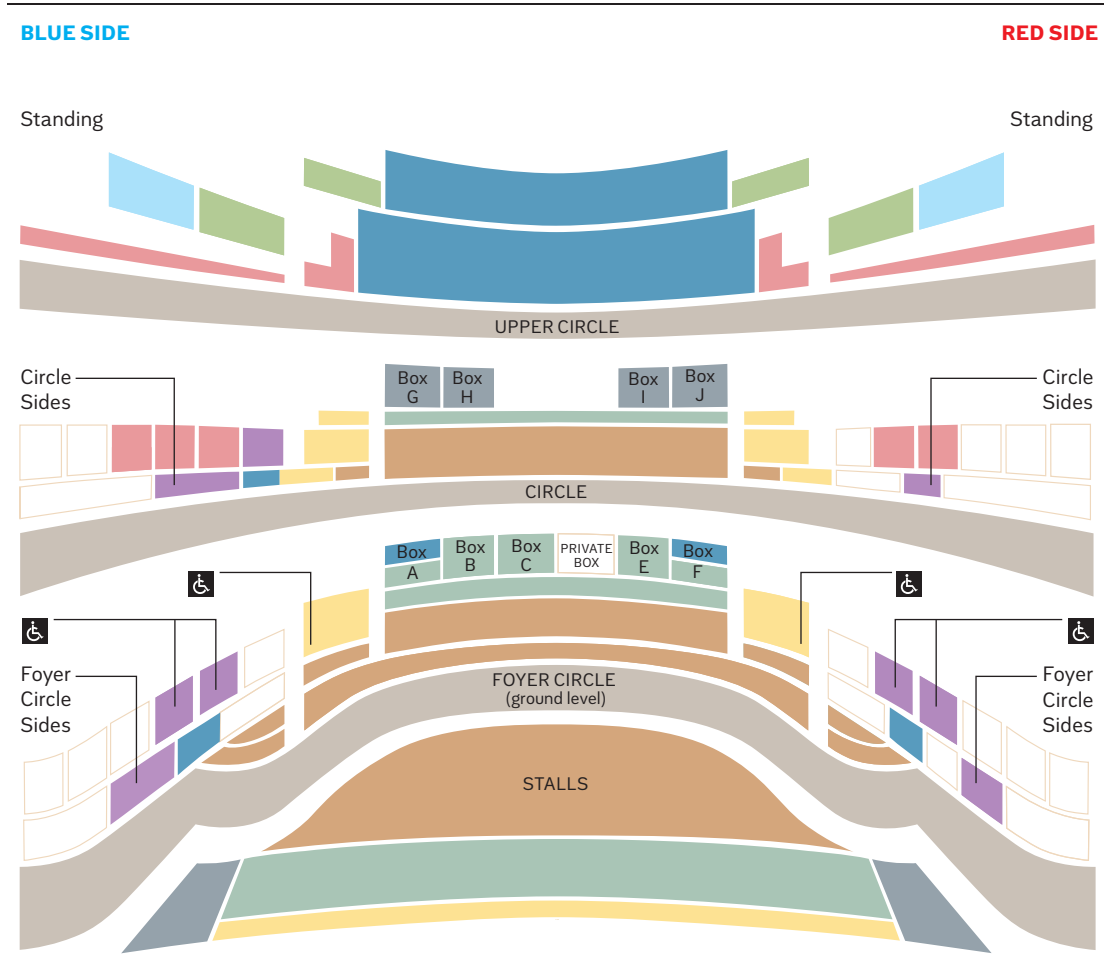 BLUE SIDE
RED SIDE
Standing
Standing
UPPER CIRCLE
Circle
Sides
Box
G
Box
H
Box
I
Box
J
Circle
Sides
CIRCLE
Box
A
Box
B
Box
C
PRIVATE
BOX
Box
E
Box
F
Foyer
Circle
Sides
FOYER CIRCLE
(ground level)
Foyer
Circle
Sides
STALLS